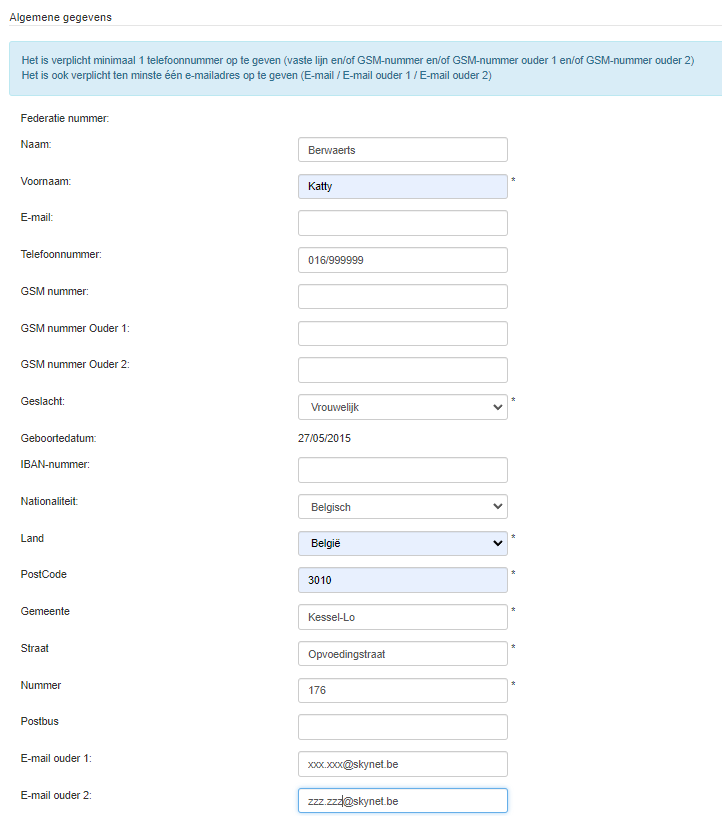 Algemene gegevens
Het is verplicht minimaal 1 telefoonnummer op te geven (vaste lijn en/of GSM-nummer en/of GSM-nummer ouder 1 en/of GSM-nummer ouder 2)
Het is ook verplicht ten minste één e-mailadres op te geven (E-mail / E-mail ouder 1 / E-mail ouder 2)
Federatie nummer:
Naam: Berwaerts
Voornaam: Katty *
E-mail:
Telefoonnummer: 016/999999
GSM nummer:
GSM nummer Ouder 1:
GSM nummer Ouder 2:
Geslacht: Vrouwelijk *
Geboortedatum: 27/05/2015
IBAN-nummer:
Nationaliteit: Belgisch
Land België *
PostCode 3010 *
Gemeente Kessel-Lo *
Straat Opvoedingstraat *
Nummer 176 *
Postbus
E-mail ouder 1: xxx.xxx@skynet.be
E-mail ouder 2: zzz.zzz@skynet.be